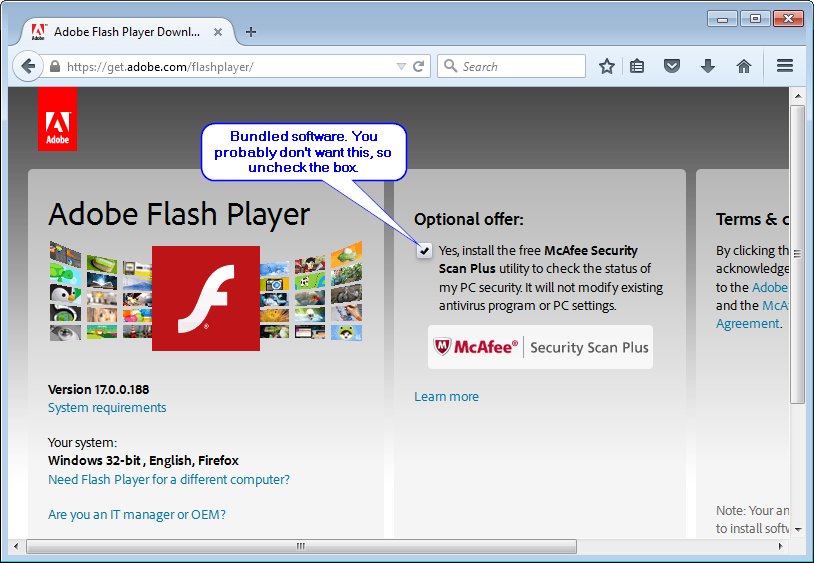 Adobe Flash Player Downl...
https://get.adobe.com/flashplayer/
Search
Adobe
Bundled software. You
probably don't want this, so
uncheck the box.
Adobe Flash Player
Version 17.0.0.188
System requirements
Your system:
Windows 32-bit , English, Firefox
Need Flash Player for a different computer?
Are you an IT manager or OEM?
Optional offer:
Yes, install the free McAfee Security
Scan Plus utility to check the status of
my PC security. It will not modify existing
antivirus program or PC settings.
McAfee® Security Scan Plus
Learn more
Terms & c
By clicking th
acknowledge
to the Adobe
and the McA
Agreement.
Note: Your an
to install softw